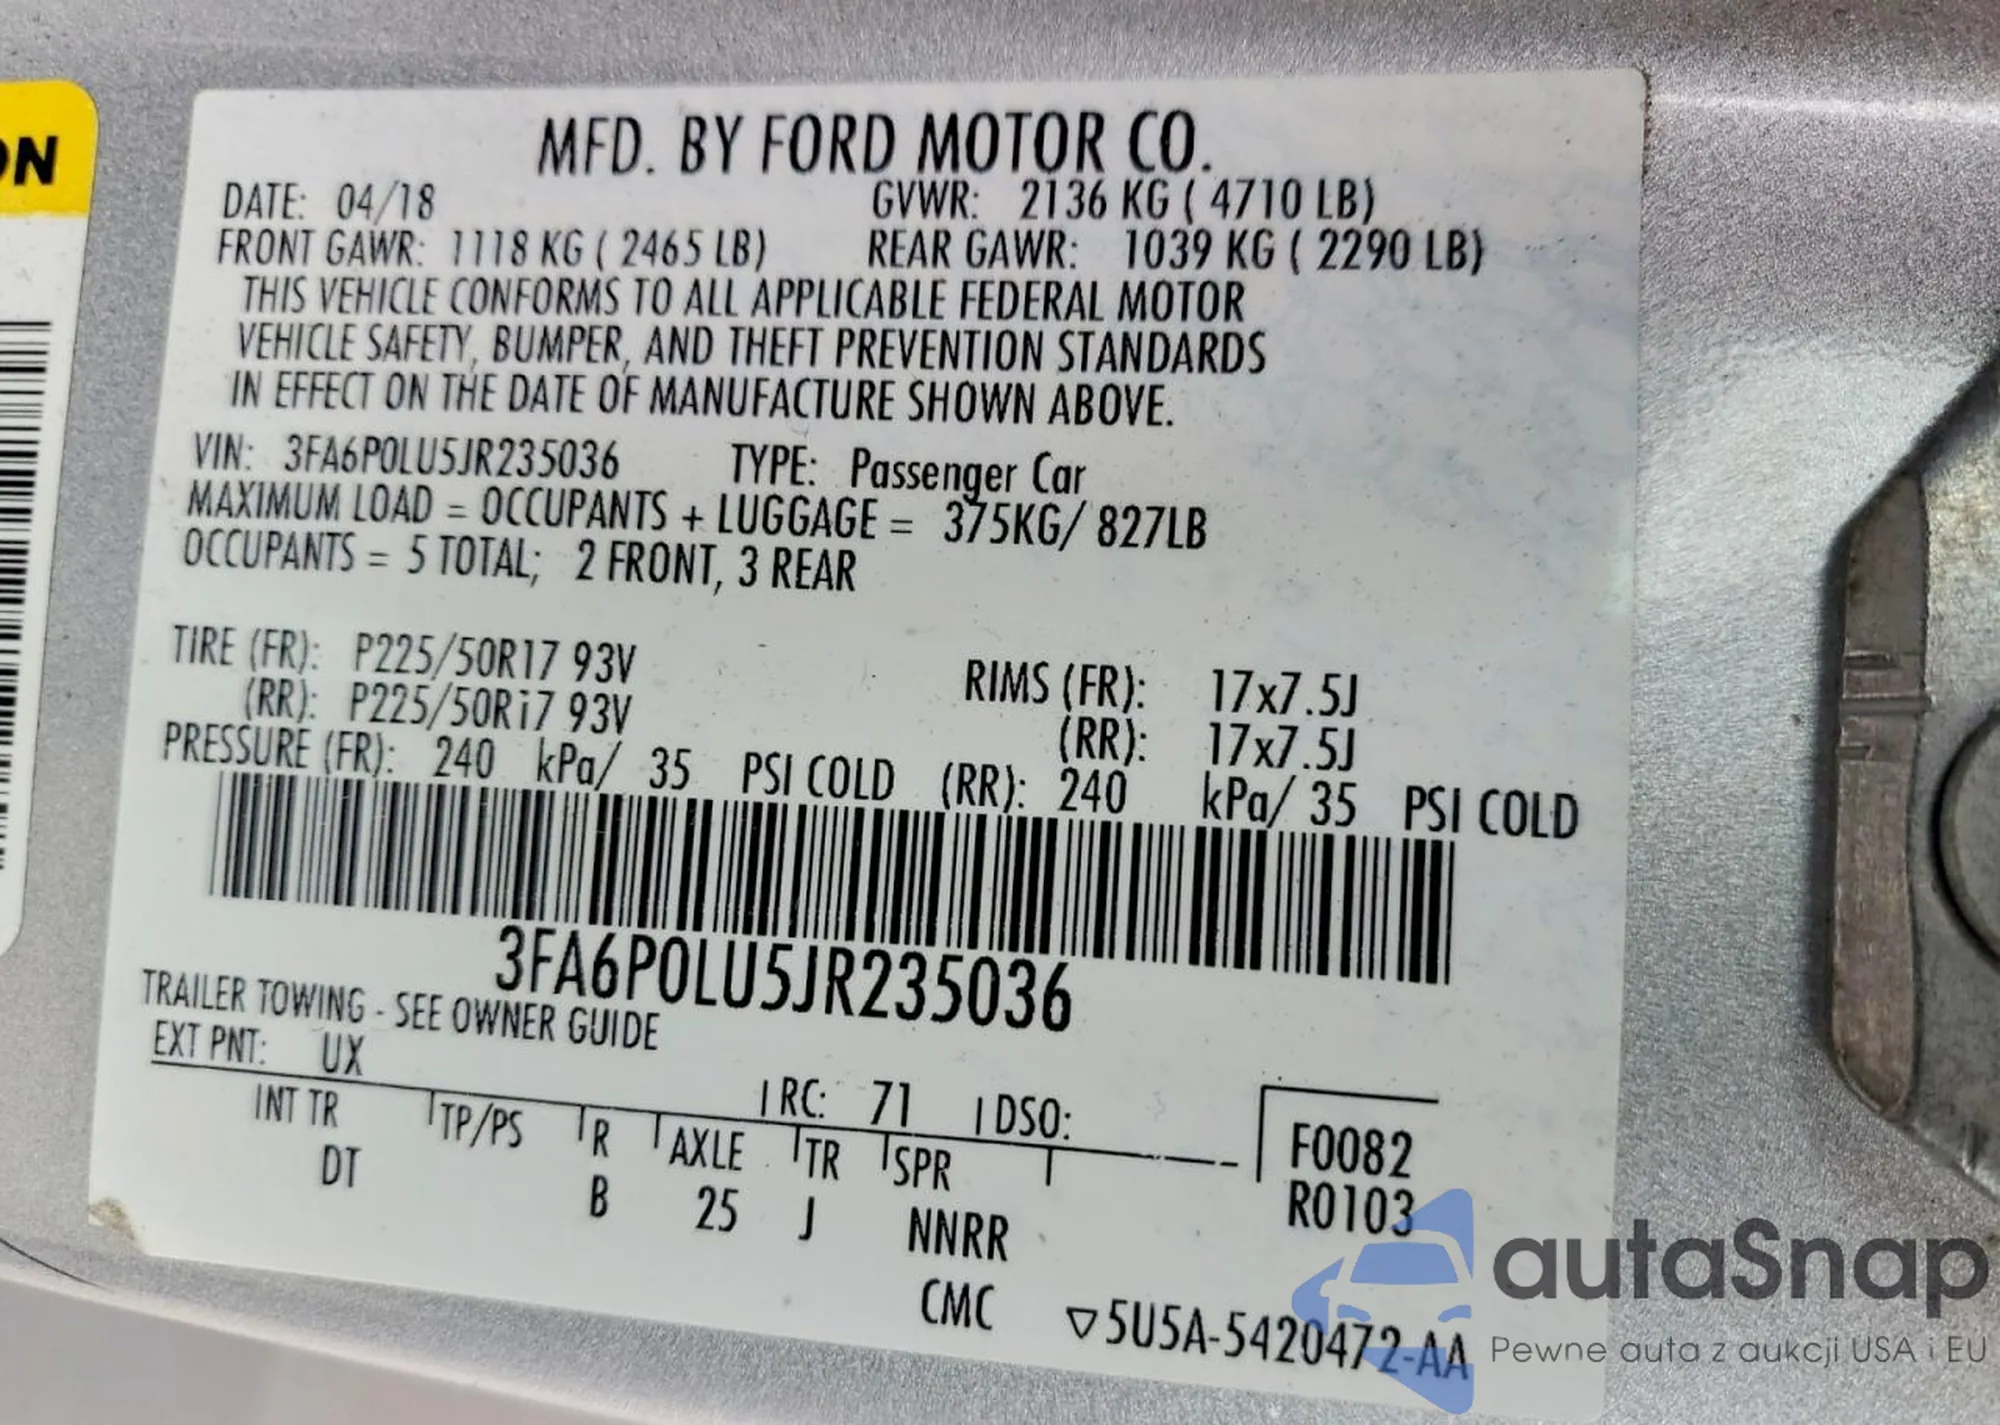 ON
MFD. BY FORD MOTOR CO.
DATE: 04/18 GVWR: 2136 KG ( 4710 LB)
FRONT GAWR: 1118 KG ( 2465 LB) REAR GAWR: 1039 KG ( 2290 LB)
THIS VEHICLE CONFORMS TO ALL APPLICABLE FEDERAL MOTOR
VEHICLE SAFETY, BUMPER, AND THEFT PREVENTION STANDARDS
IN EFFECT ON THE DATE OF MANUFACTURE SHOWN ABOVE.
VIN: 3FA6P0LU5JR235036 TYPE: Passenger Car
MAXIMUM LOAD = OCCUPANTS + LUGGAGE = 375KG/ 827LB
OCCUPANTS = 5 TOTAL; 2 FRONT, 3 REAR
TIRE (FR): P225/50R17 93V RIMS (FR): 17x7.5J
(RR): P225/50Ri7 93V (RR): 17x7.5J
PRESSURE (FR): 240 kPa/ 35 PSI COLD (RR): 240 kPa/ 35 PSI COLD
3FA6P0LU5JR235036
TRAILER TOWING - SEE OWNER GUIDE
EXT PNT: UX RC: 71 DSO:
INT TR TP/PS R AXLE TR SPR F0082
DT B 25 J NNRR R0103
CMC ▽5U5A-5420472-AA
autaSnap
Pewne auta z aukcji USA i EU